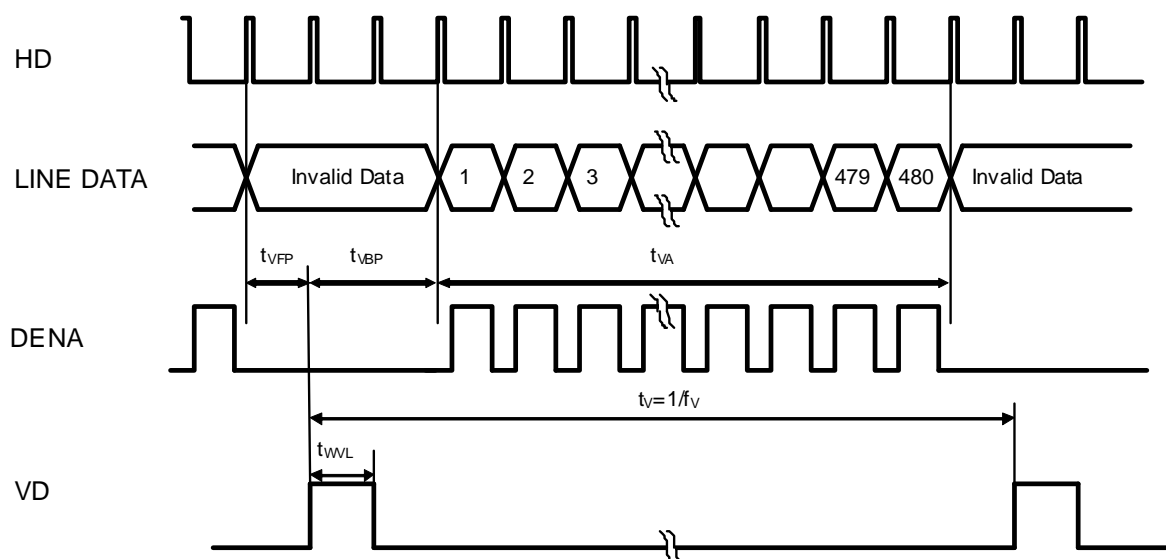 HD
LINE DATA
Invalid Data
1
2
3
479
480
Invalid Data
tVFP
tVBP
tVA
DENA
tV=1/fV
tWVL
VD